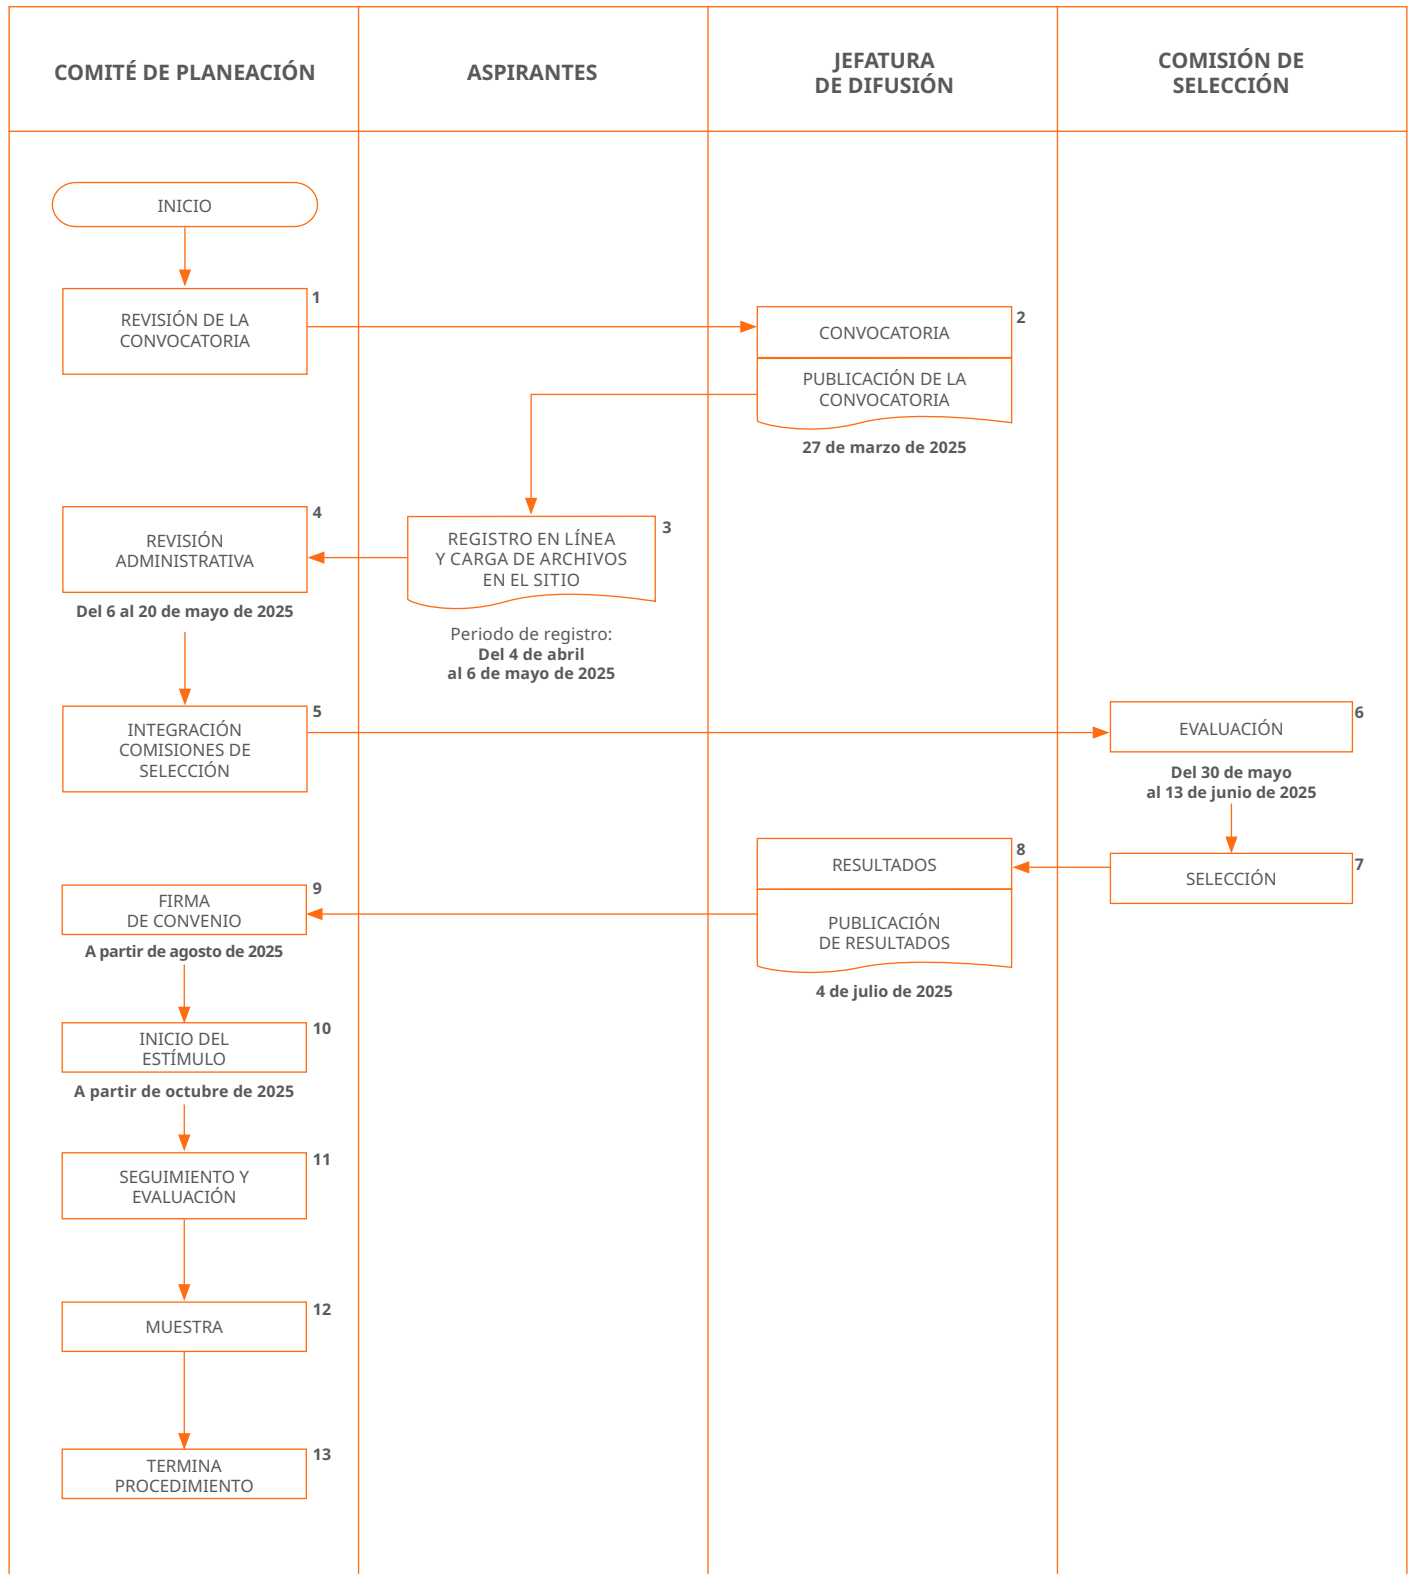 COMITÉ DE PLANEACIÓN
ASPIRANTES
JEFATURA
DE DIFUSIÓN
COMISIÓN DE
SELECCIÓN
INICIO
1
REVISIÓN DE LA
CONVOCATORIA
2
CONVOCATORIA
PUBLICACIÓN DE LA
CONVOCATORIA
27 de marzo de 2025
3
REGISTRO EN LÍNEA
Y CARGA DE ARCHIVOS
EN EL SITIO
Periodo de registro:
Del 4 de abril
al 6 de mayo de 2025
4
REVISIÓN
ADMINISTRATIVA
Del 6 al 20 de mayo de 2025
5
INTEGRACIÓN
COMISIONES DE
SELECCIÓN
6
EVALUACIÓN
Del 30 de mayo
al 13 de junio de 2025
7
SELECCIÓN
8
RESULTADOS
PUBLICACIÓN
DE RESULTADOS
4 de julio de 2025
9
FIRMA
DE CONVENIO
A partir de agosto de 2025
10
INICIO DEL
ESTÍMULO
A partir de octubre de 2025
11
SEGUIMIENTO Y
EVALUACIÓN
12
MUESTRA
13
TERMINA
PROCEDIMIENTO